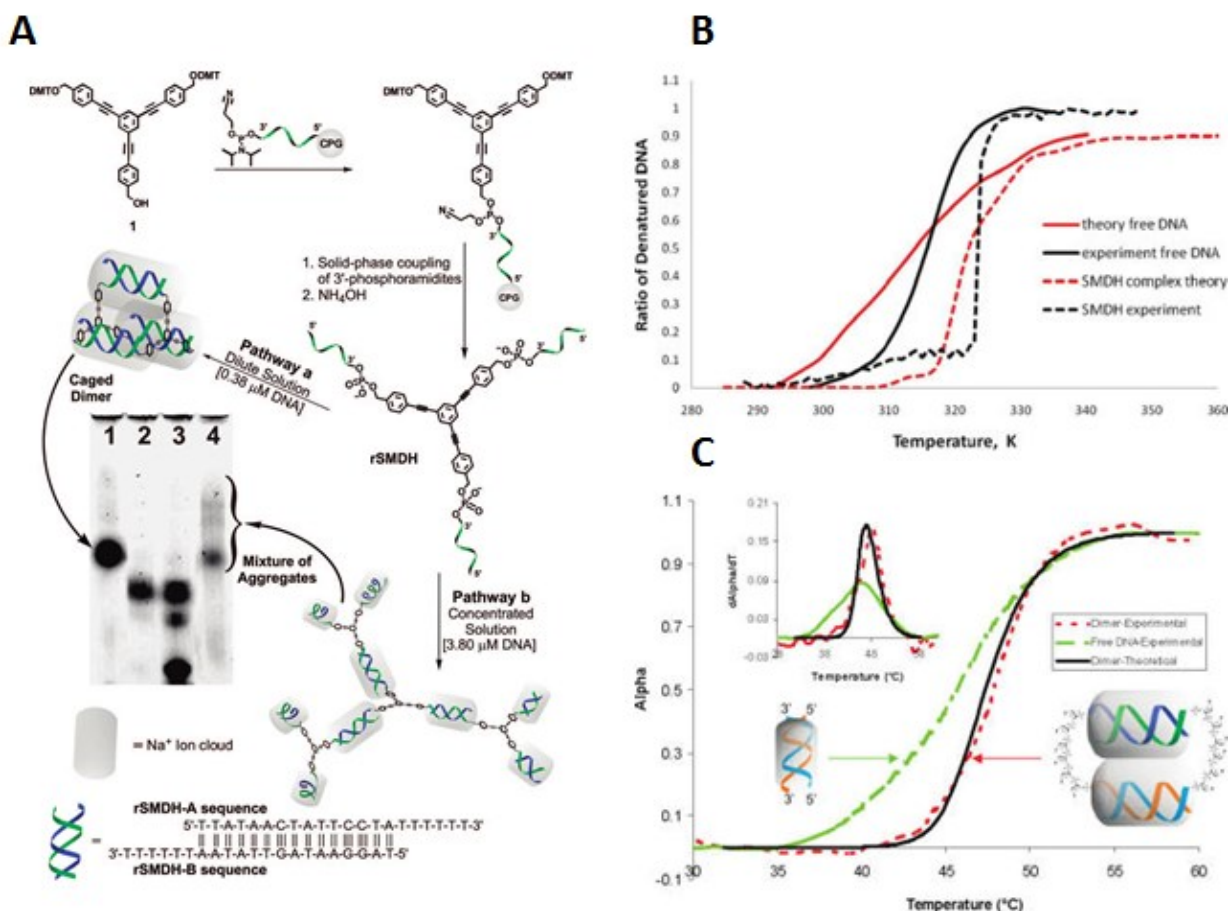 A
DMTO
ODMT
OH
1
N
O
P
N
3'
5'
CPG
DMTO
ODMT
N
O
P
O
O
3'
5'
CPG
1. Solid-phase coupling
of 3'-phosphoramidites
2. NH₄OH
Pathway a
Dilute Solution
[0.38 µM DNA]
Caged
Dimer
rSMDH
1 2 3 4
Mixture of
Aggregates
Pathway b
Concentrated
Solution
[3.80 µM DNA]
= Na⁺ Ion cloud
=
rSMDH-A sequence
5'-T-T-A-T-A-A-C-T-A-T-T-C-C-T-A-T-T-T-T-T-T-3'
3'-T-T-T-T-T-T-A-A-T-A-T-T-G-A-T-A-A-G-G-A-T-5'
rSMDH-B sequence
B
Ratio of Denatured DNA
1.1
1
0.9
0.8
0.7
0.6
0.5
0.4
0.3
0.2
0.1
0
theory free DNA
experiment free DNA
SMDH complex theory
SMDH experiment
280 290 300 310 320 330 340 350 360
Temperature, K
C
Alpha
1.1
0.9
0.7
0.5
0.3
0.1
-0.1
dAlpha/dT
0.21
0.15
0.09
0.03
-0.03
45
Temperature (°C)
Dimer-Experimental
Free DNA-Experimental
Dimer-Theoretical
3' 5'
3' 5'
30 35 40 45 50 55 60
Temperature (°C)